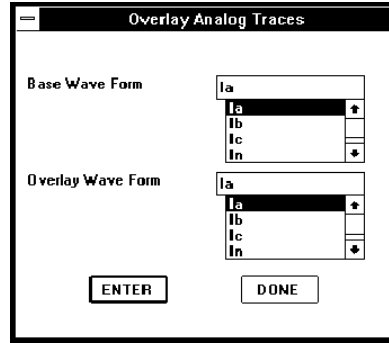 Overlay Analog Traces
Base Wave Form
Ia
Ia
Ib
Ic
In
Overlay Wave Form
Ia
Ia
Ib
Ic
In
ENTER DONE